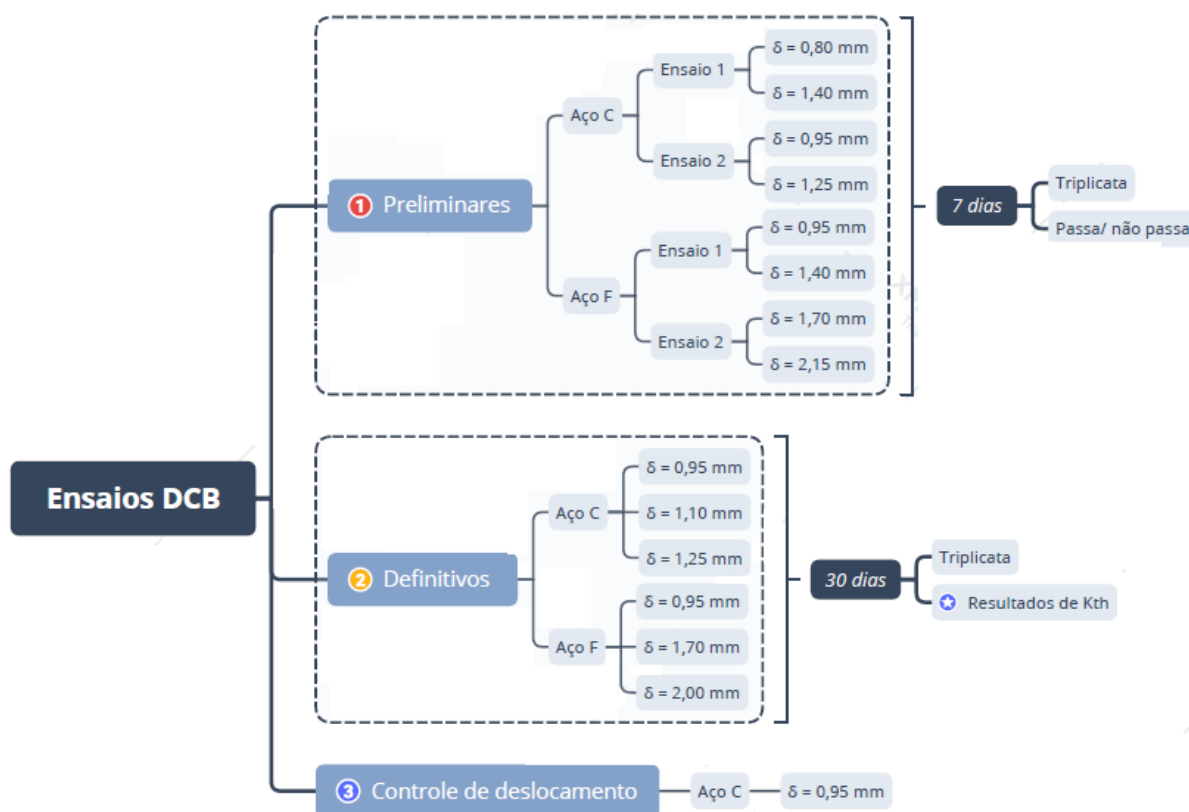 Ensaios DCB
1 Preliminares
Aço C
Ensaio 1
δ = 0,80 mm
δ = 1,40 mm
Ensaio 2
δ = 0,95 mm
δ = 1,25 mm
Aço F
Ensaio 1
δ = 0,95 mm
δ = 1,40 mm
Ensaio 2
δ = 1,70 mm
δ = 2,15 mm
7 dias
Triplicata
Passa/ não passa
2 Definitivos
Aço C
δ = 0,95 mm
δ = 1,10 mm
δ = 1,25 mm
Aço F
δ = 0,95 mm
δ = 1,70 mm
δ = 2,00 mm
30 dias
Triplicata
Resultados de Kth
3 Controle de deslocamento
Aço C
δ = 0,95 mm